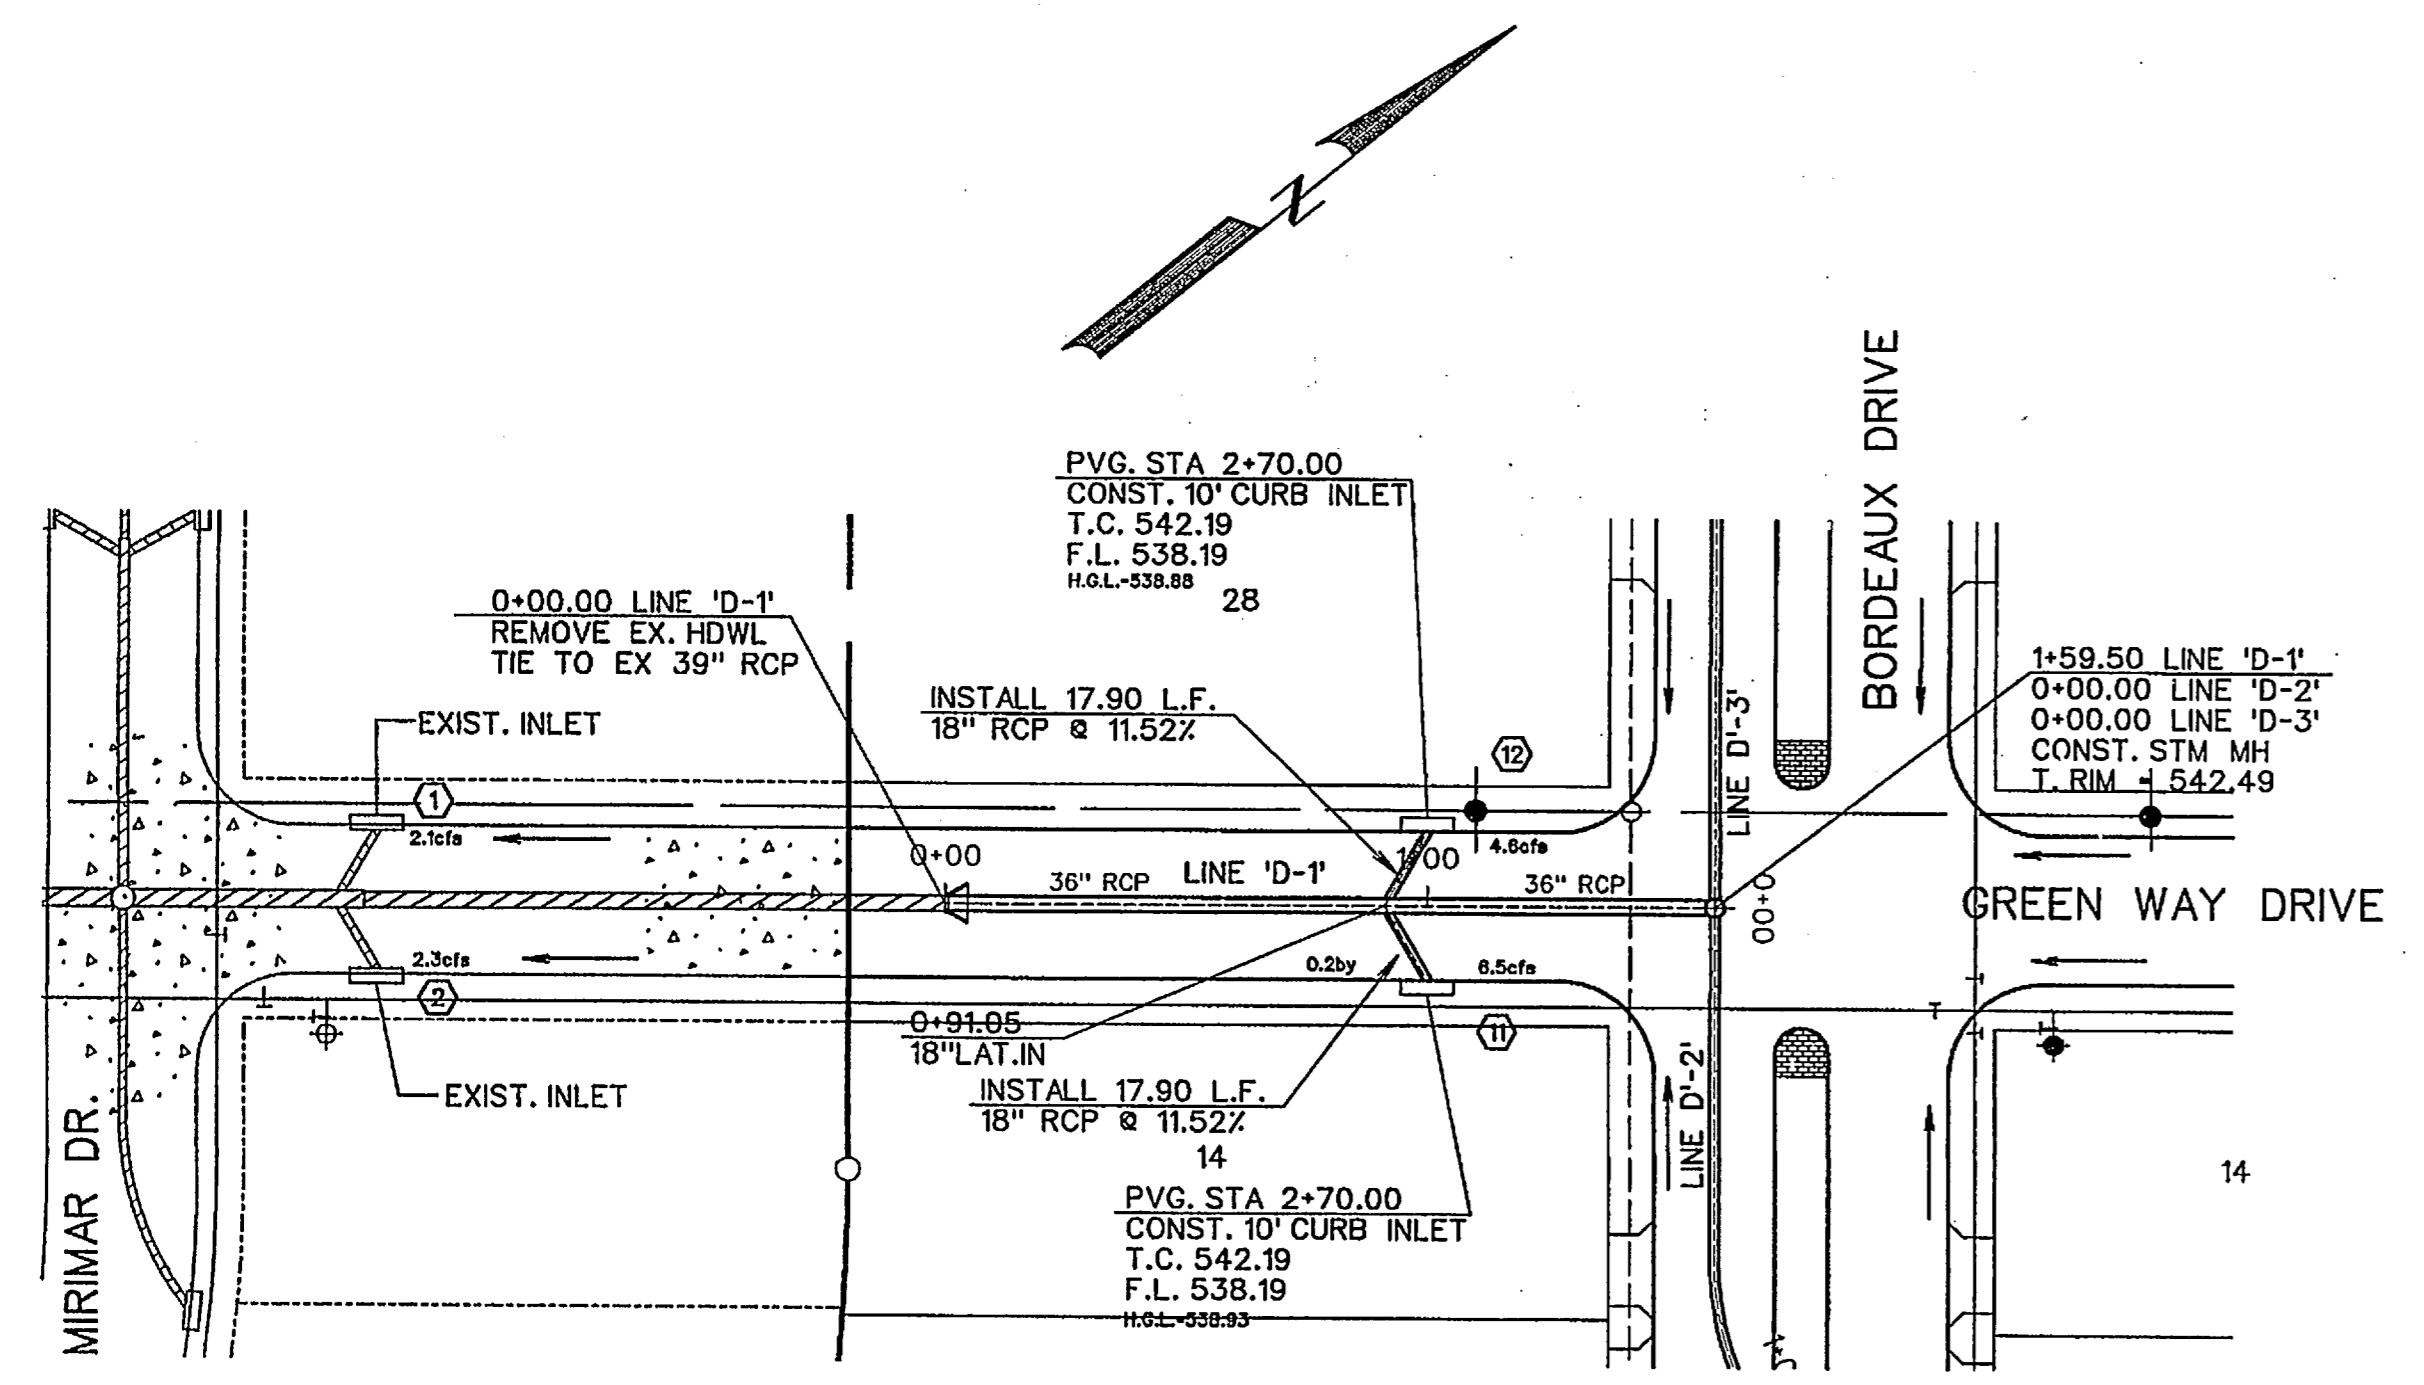 N
BORDEAUX DRIVE
PVG. STA 2+70.00
CONST. 10' CURB INLET
T.C. 542.19
F.L. 538.19
H.G.L.-538.88
28
0+00.00 LINE 'D-1'
REMOVE EX. HDWL
TIE TO EX 39" RCP
1+59.50 LINE 'D-1'
0+00.00 LINE 'D-2'
0+00.00 LINE 'D-3'
CONST. STM MH
T. RIM - 542.49
INSTALL 17.90 L.F.
18" RCP @ 11.52%
EXIST. INLET
LINE D'-3'
12
1
2.1cfs
4.6cfs
0+00
1+00
36" RCP
LINE 'D-1'
36" RCP
0+00
GREEN WAY DRIVE
2.3cfs
0.2by
6.5cfs
2
11
0+91.05
18"LAT.IN
EXIST. INLET
INSTALL 17.90 L.F.
18" RCP @ 11.52%
LINE D'-2'
14
14
MIRIMAR DR.
PVG. STA 2+70.00
CONST. 10' CURB INLET
T.C. 542.19
F.L. 538.19
H.G.L.-538.93